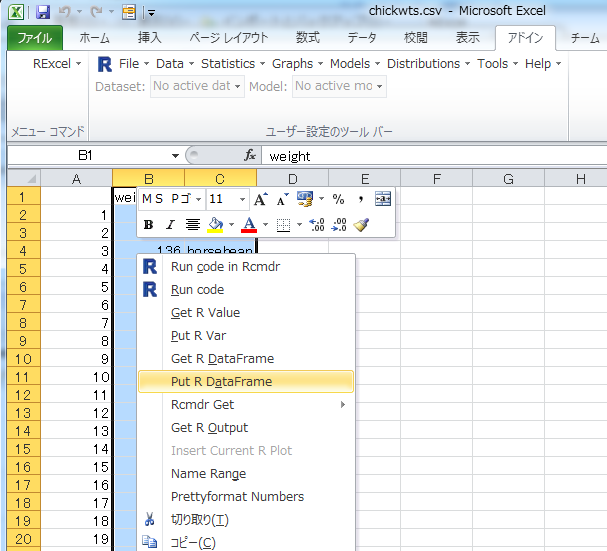 chickwts.csv - Microsoft Excel
ファイル ホーム 挿入 ページ レイアウト 数式 データ 校閲 表示 アドイン チーム
RExcel File Data Statistics Graphs Models Distributions Tools Help
Dataset: No active dat Model: No active mo
メニュー コマンド ユーザー設定のツール バー
B1 fx weight
A B C D E F G H
1 wei ＭＳ Ｐゴ 11 A A % ,
2 1 B I A .00
3 2
4 3 136 horsebean
5 4
6 5
7 6
8 7
9 8
10 9
11 10
12 11
13 12
14 13
15 14
16 15
17 16
18 17
19 18
20 19
Run code in Rcmdr
Run code
Get R Value
Put R Var
Get R DataFrame
Put R DataFrame
Rcmdr Get
Get R Output
Insert Current R Plot
Name Range
Prettyformat Numbers
切り取り(T)
コピー(C)